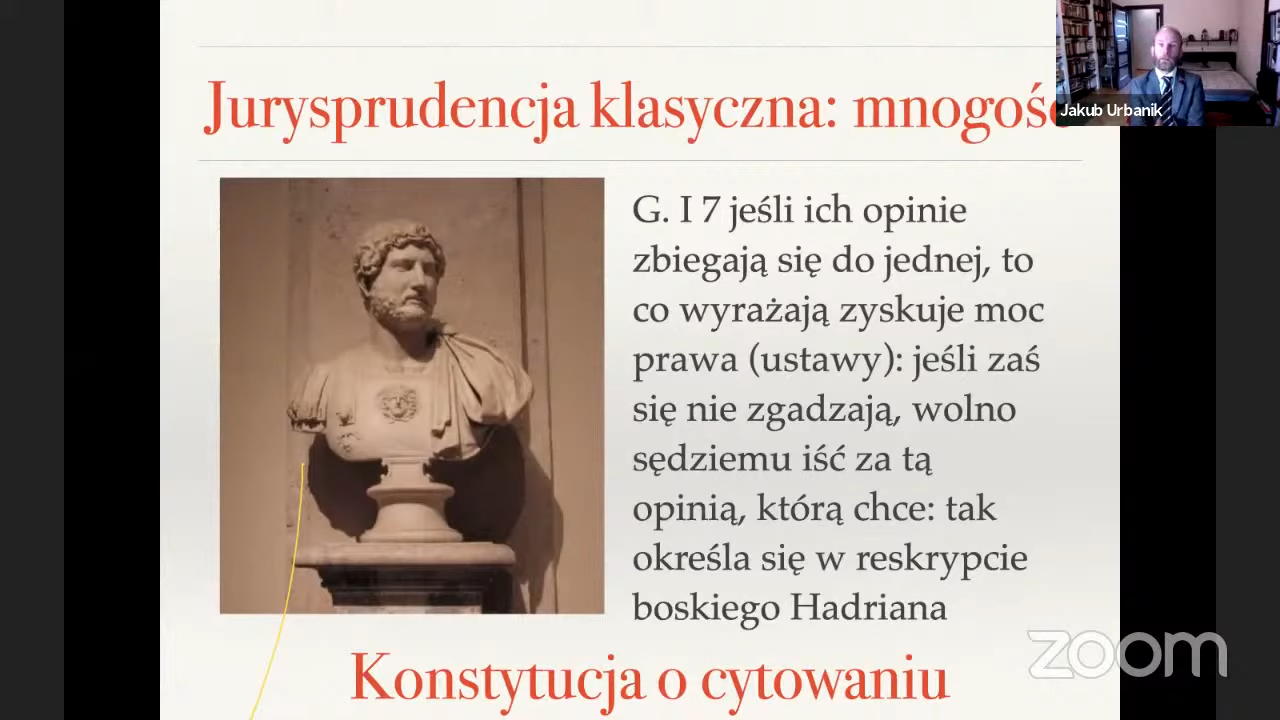 Jurysprudencja klasyczna: mnogość
Jakub Urbanik
G. I 7 jeśli ich opinie
zbiegają się do jednej, to
co wyrażają zyskuje moc
prawa (ustawy): jeśli zaś
się nie zgadzają, wolno
sędziemu iść za tą
opinią, którą chce: tak
określa się w reskrypcie
boskiego Hadriana
zoom
Konstytucja o cytowaniu